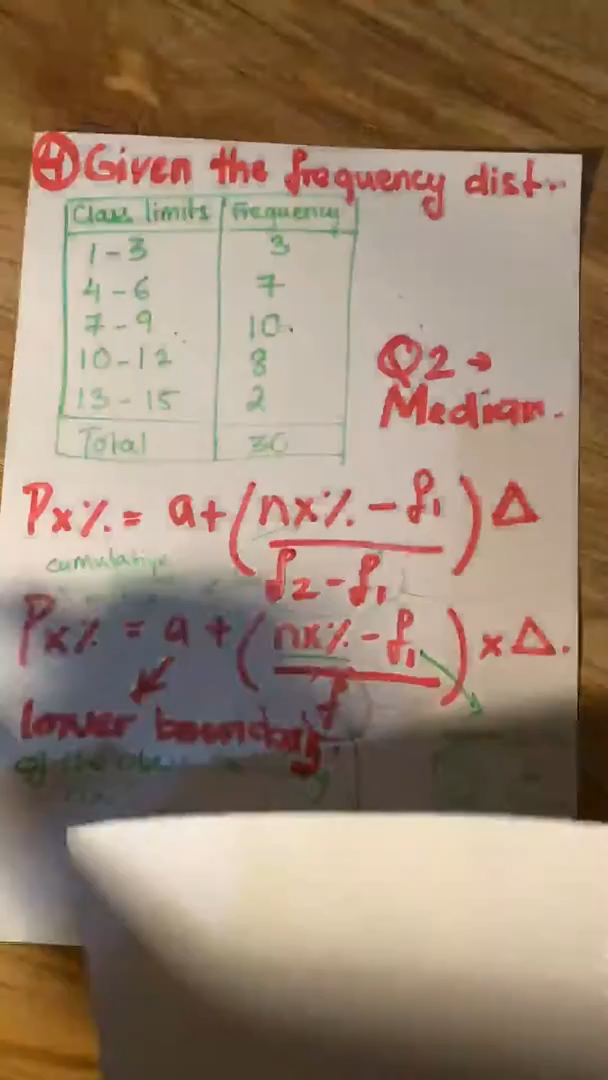 ④ Given the frequency dist..
Class limits Frequency
1-3 3
4-6 7
7-9 10
10-12 8
13-15 2
Total 30
Q2 →
Median.
Px% = a+(nx% - f₁ / f₂ - f₁) Δ
cumulative
Px% = a + (nx% - f₁ / f) x Δ.
lower boundary
of the